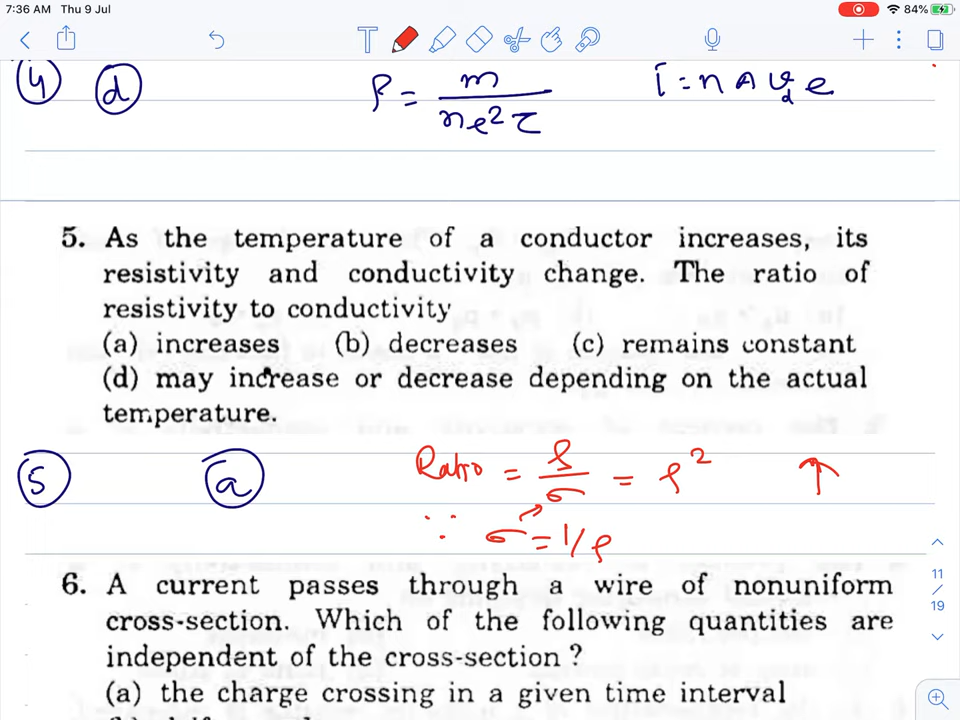 7:36 AM Thu 9 Jul
84%
T
4 d ρ = m / ne²τ I = n A v_d e
5. As the temperature of a conductor increases, its
resistivity and conductivity change. The ratio of
resistivity to conductivity
(a) increases (b) decreases (c) remains constant
(d) may increase or decrease depending on the actual
temperature.
5 a Ratio = ρ/σ = ρ² ↑
∵ σ = 1/ρ
6. A current passes through a wire of nonuniform
cross-section. Which of the following quantities are
independent of the cross-section ?
(a) the charge crossing in a given time interval
11
/
19